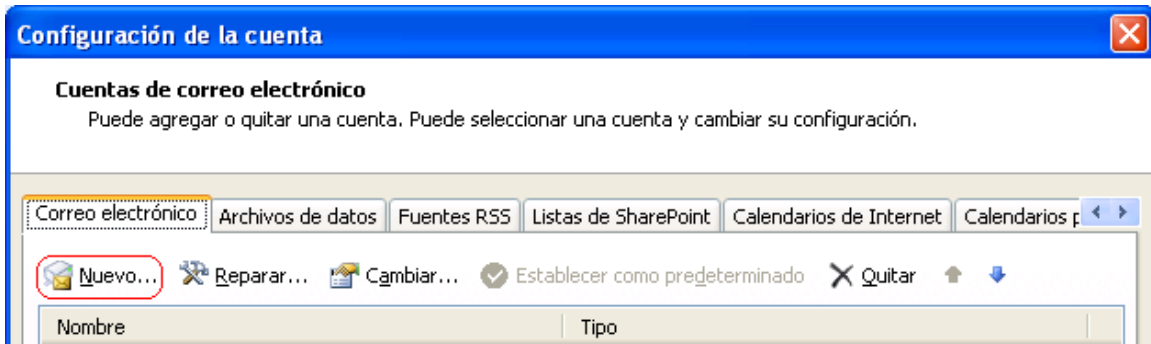 Configuración de la cuenta
Cuentas de correo electrónico
Puede agregar o quitar una cuenta. Puede seleccionar una cuenta y cambiar su configuración.
Correo electrónico Archivos de datos Fuentes RSS Listas de SharePoint Calendarios de Internet Calendarios p
Nuevo... Reparar... Cambiar... Establecer como predeterminado Quitar
Nombre Tipo